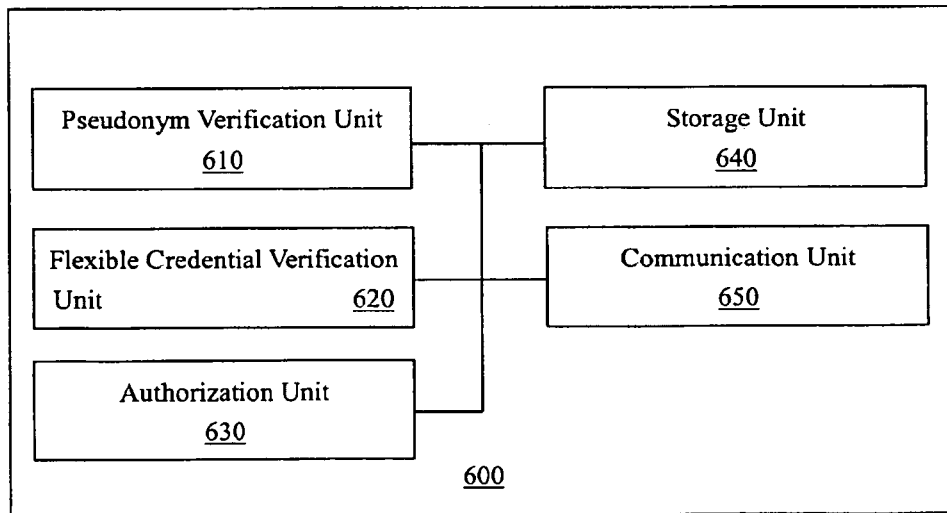 Pseudonym Verification Unit
610
Storage Unit
640
Flexible Credential Verification
Unit 620
Communication Unit
650
Authorization Unit
630
600